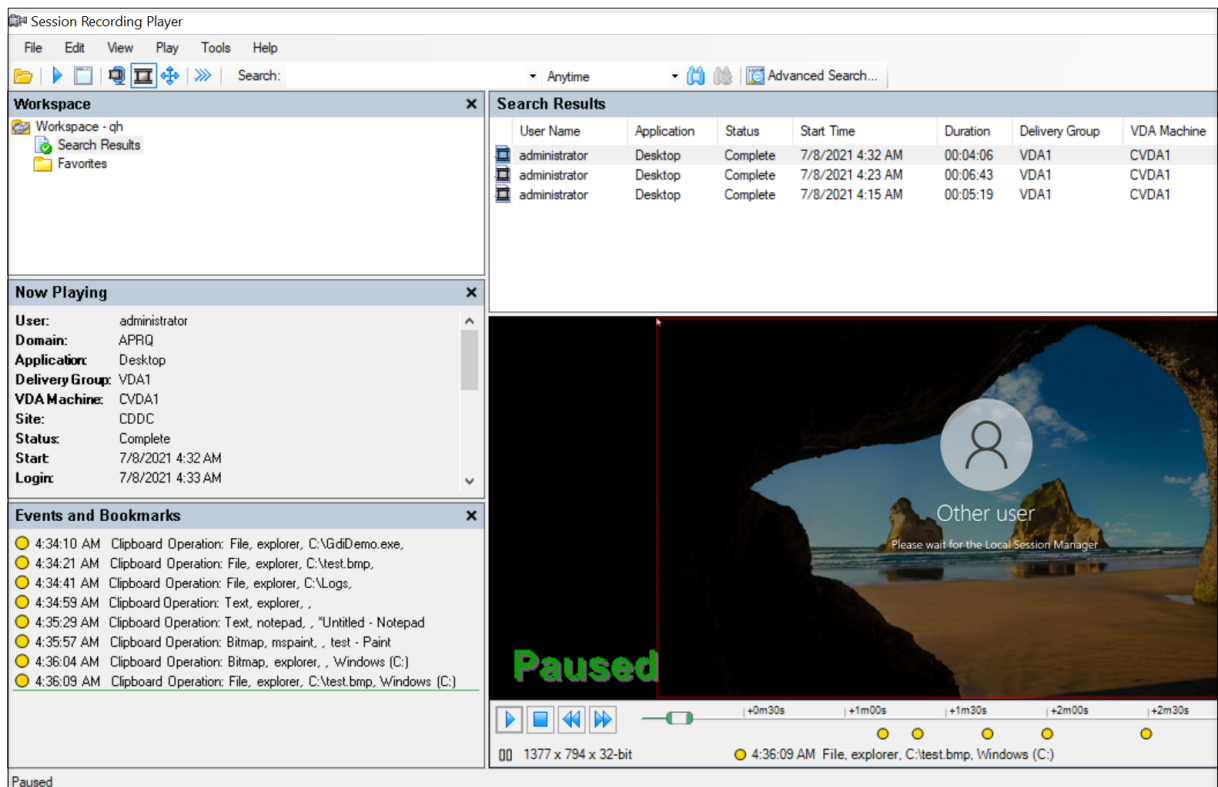 Session Recording Player
File Edit View Play Tools Help
Search: Anytime Advanced Search...
Workspace
Workspace - qh
Search Results
Favorites
Search Results
User Name Application Status Start Time Duration Delivery Group VDA Machine
administrator Desktop Complete 7/8/2021 4:32 AM 00:04:06 VDA1 CVDA1
administrator Desktop Complete 7/8/2021 4:23 AM 00:06:43 VDA1 CVDA1
administrator Desktop Complete 7/8/2021 4:15 AM 00:05:19 VDA1 CVDA1
Now Playing
User: administrator
Domain: APRQ
Application: Desktop
Delivery Group: VDA1
VDA Machine: CVDA1
Site: CDDC
Status: Complete
Start: 7/8/2021 4:32 AM
Login: 7/8/2021 4:33 AM
Events and Bookmarks
4:34:10 AM Clipboard Operation: File, explorer, C:\GdiDemo.exe,
4:34:21 AM Clipboard Operation: File, explorer, C:\test.bmp,
4:34:41 AM Clipboard Operation: File, explorer, C:\Logs,
4:34:59 AM Clipboard Operation: Text, explorer, ,
4:35:29 AM Clipboard Operation: Text, notepad, , *Untitled - Notepad
4:35:57 AM Clipboard Operation: Bitmap, mspaint, , test - Paint
4:36:04 AM Clipboard Operation: Bitmap, explorer, , Windows (C:)
4:36:09 AM Clipboard Operation: File, explorer, C:\test.bmp, Windows (C:)
Other user
Please wait for the Local Session Manager
Paused
+0m30s +1m00s +1m30s +2m00s +2m30s
1377 x 794 x 32-bit
4:36:09 AM File, explorer, C:\test.bmp, Windows (C:)
Paused